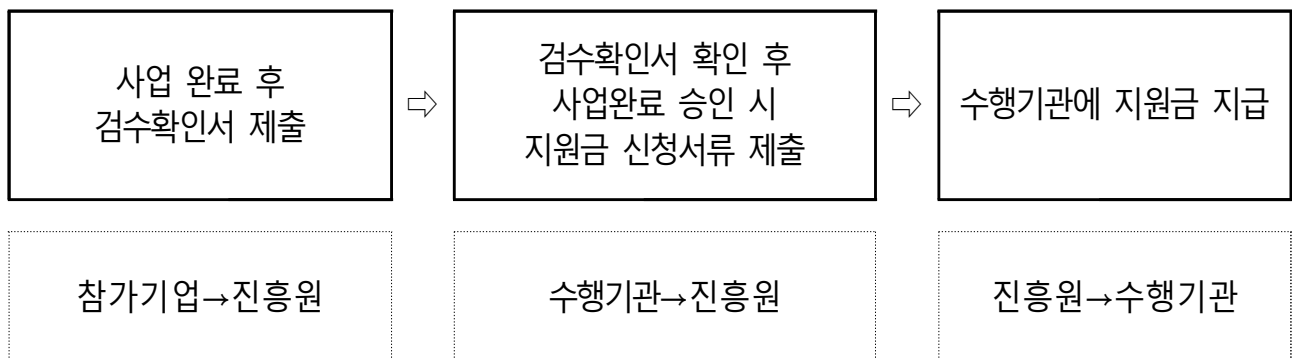 사업 완료 후
검수확인서 제출
⇨
검수확인서 확인 후
사업완료 승인 시
지원금 신청서류 제출
⇨
수행기관에 지원금 지급
참가기업→진흥원
수행기관→진흥원
진흥원→수행기관